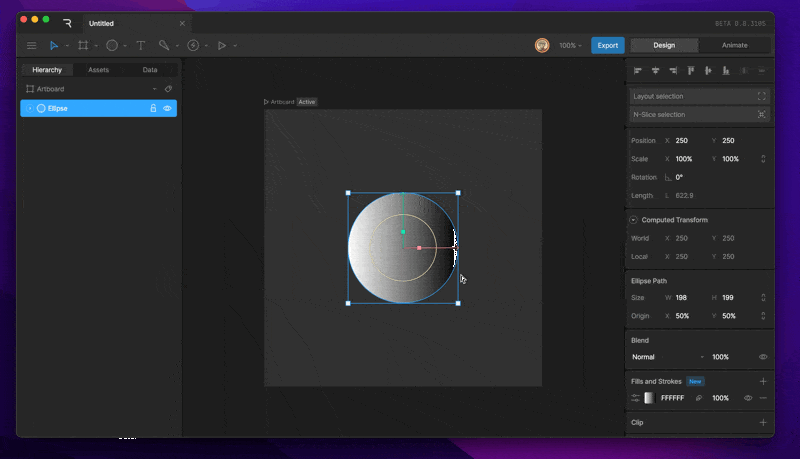 Untitled
BETA 0.8.3105
100%
Export
Design
Animate
Hierarchy
Assets
Data
Artboard
Ellipse
Artboard Active
Layout selection
N-Slice selection
Position X 250 Y 250
Scale X 100% Y 100%
Rotation 0°
Length L 622.9
Computed Transform
World X 250 Y 250
Local X 250 Y 250
Ellipse Path
Size W 198 H 199
Origin X 50% Y 50%
Blend
Normal 100%
Fills and Strokes New
FFFFFF 100%
Clip